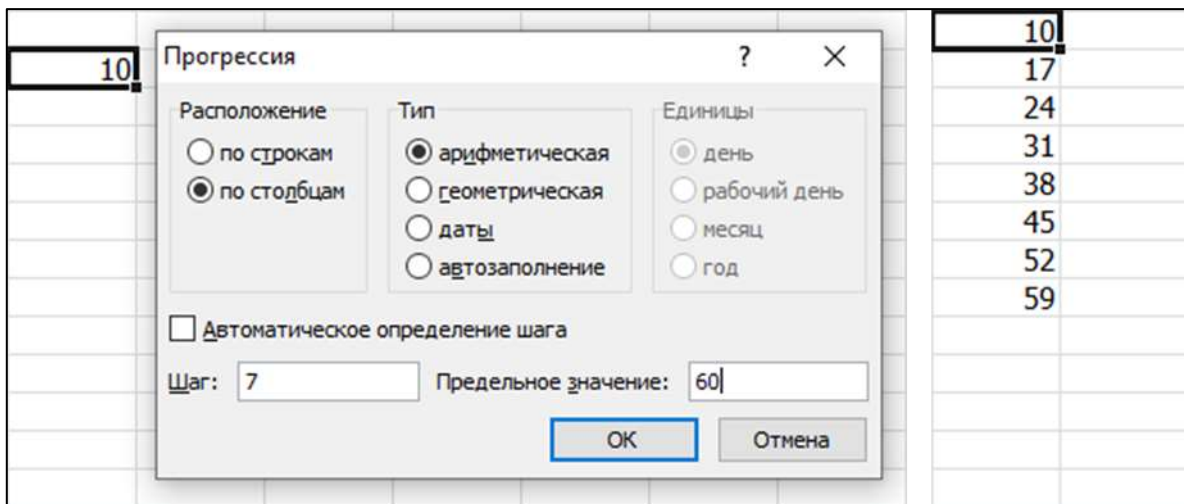 10
Прогрессия ? ×
Расположение
по строкам
по столбцам
Тип
арифметическая
геометрическая
даты
автозаполнение
Единицы
день
рабочий день
месяц
год
Автоматическое определение шага
Шаг: 7 Предельное значение: 60
ОК Отмена
10
17
24
31
38
45
52
59